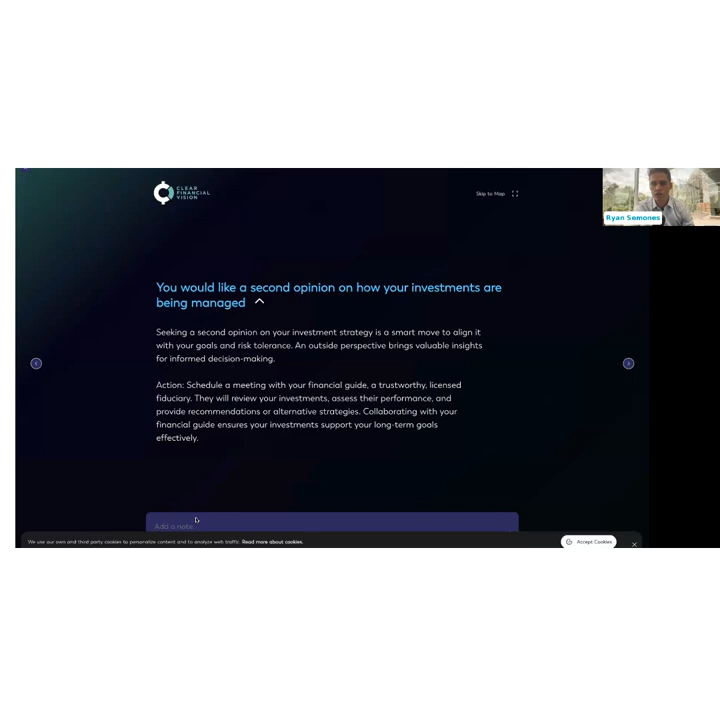 CLEAR
FINANCIAL
VISION
Skip to Map
Ryan Semones
You would like a second opinion on how your investments are
being managed
Seeking a second opinion on your investment strategy is a smart move to align it
with your goals and risk tolerance. An outside perspective brings valuable insights
for informed decision-making.
Action: Schedule a meeting with your financial guide, a trustworthy, licensed
fiduciary. They will review your investments, assess their performance, and
provide recommendations or alternative strategies. Collaborating with your
financial guide ensures your investments support your long-term goals
effectively.
Add a note
We use our own and third party cookies to personalize content and to analyze web traffic. Read more about cookies.
Accept Cookies